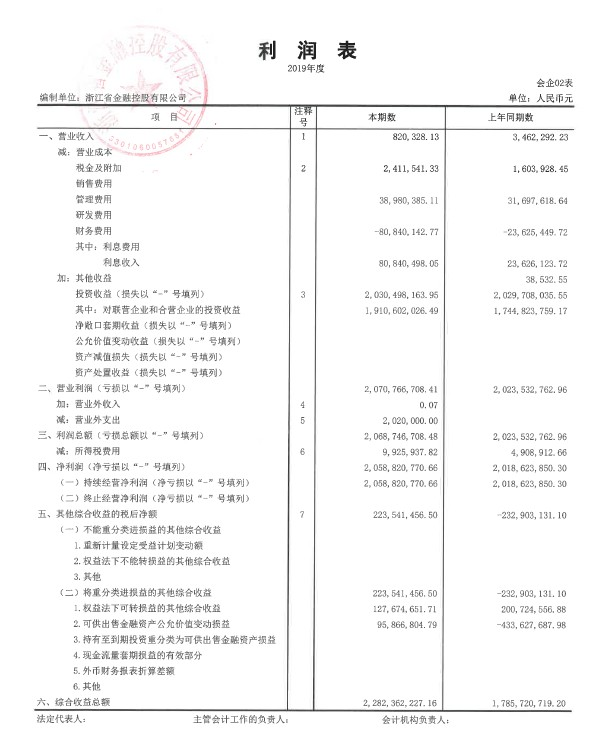 利 润 表
2019年度
会企02表
编制单位：浙江省金融控股有限公司 单位：人民币元
项 目 注释号 本期数 上年同期数
一、营业收入 1 820,328.13 3,462,292.23
减：营业成本
税金及附加 2 2,411,541.33 1,603,928.45
销售费用
管理费用 38,980,385.11 31,697,618.64
研发费用
财务费用 -80,840,142.77 -23,625,449.72
其中：利息费用
利息收入 80,840,498.05 23,626,123.72
加：其他收益 38,532.55
投资收益（损失以“-”号填列） 3 2,030,498,163.95 2,029,708,035.55
其中：对联营企业和合营企业的投资收益 1,910,602,026.49 1,744,823,759.17
净敞口套期收益（损失以“-”号填列）
公允价值变动收益（损失以“-”号填列）
资产减值损失（损失以“-”号填列）
资产处置收益（损失以“-”号填列）
二、营业利润（亏损以“-”号填列） 2,070,766,708.41 2,023,532,762.96
加：营业外收入 4 0.07
减：营业外支出 5 2,020,000.00
三、利润总额（亏损总额以“-”号填列） 2,068,746,708.48 2,023,532,762.96
减：所得税费用 6 9,925,937.82 4,908,912.66
四、净利润（净亏损以“-”号填列） 2,058,820,770.66 2,018,623,850.30
（一）持续经营净利润（净亏损以“-”号填列） 2,058,820,770.66 2,018,623,850.30
（二）终止经营净利润（净亏损以“-”号填列）
五、其他综合收益的税后净额 7 223,541,456.50 -232,903,131.10
（一）不能重分类进损益的其他综合收益
1.重新计量设定受益计划变动额
2.权益法下不能转损益的其他综合收益
3.其他
（二）将重分类进损益的其他综合收益 223,541,456.50 -232,903,131.10
1.权益法下可转损益的其他综合收益 127,674,651.71 200,724,556.88
2.可供出售金融资产公允价值变动损益 95,866,804.79 -433,627,687.98
3.持有至到期投资重分类为可供出售金融资产损益
4.现金流量套期损益的有效部分
5.外币财务报表折算差额
6.其他
六、综合收益总额 2,282,362,227.16 1,785,720,719.20
法定代表人： 主管会计工作的负责人： 会计机构负责人：